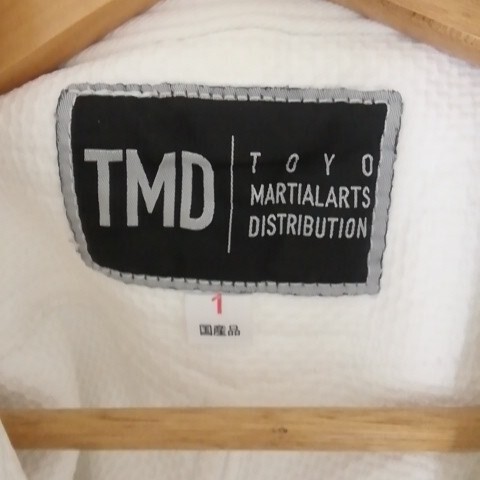 TMD
TOYO
MARTIALARTS
DISTRIBUTION
1
国産品